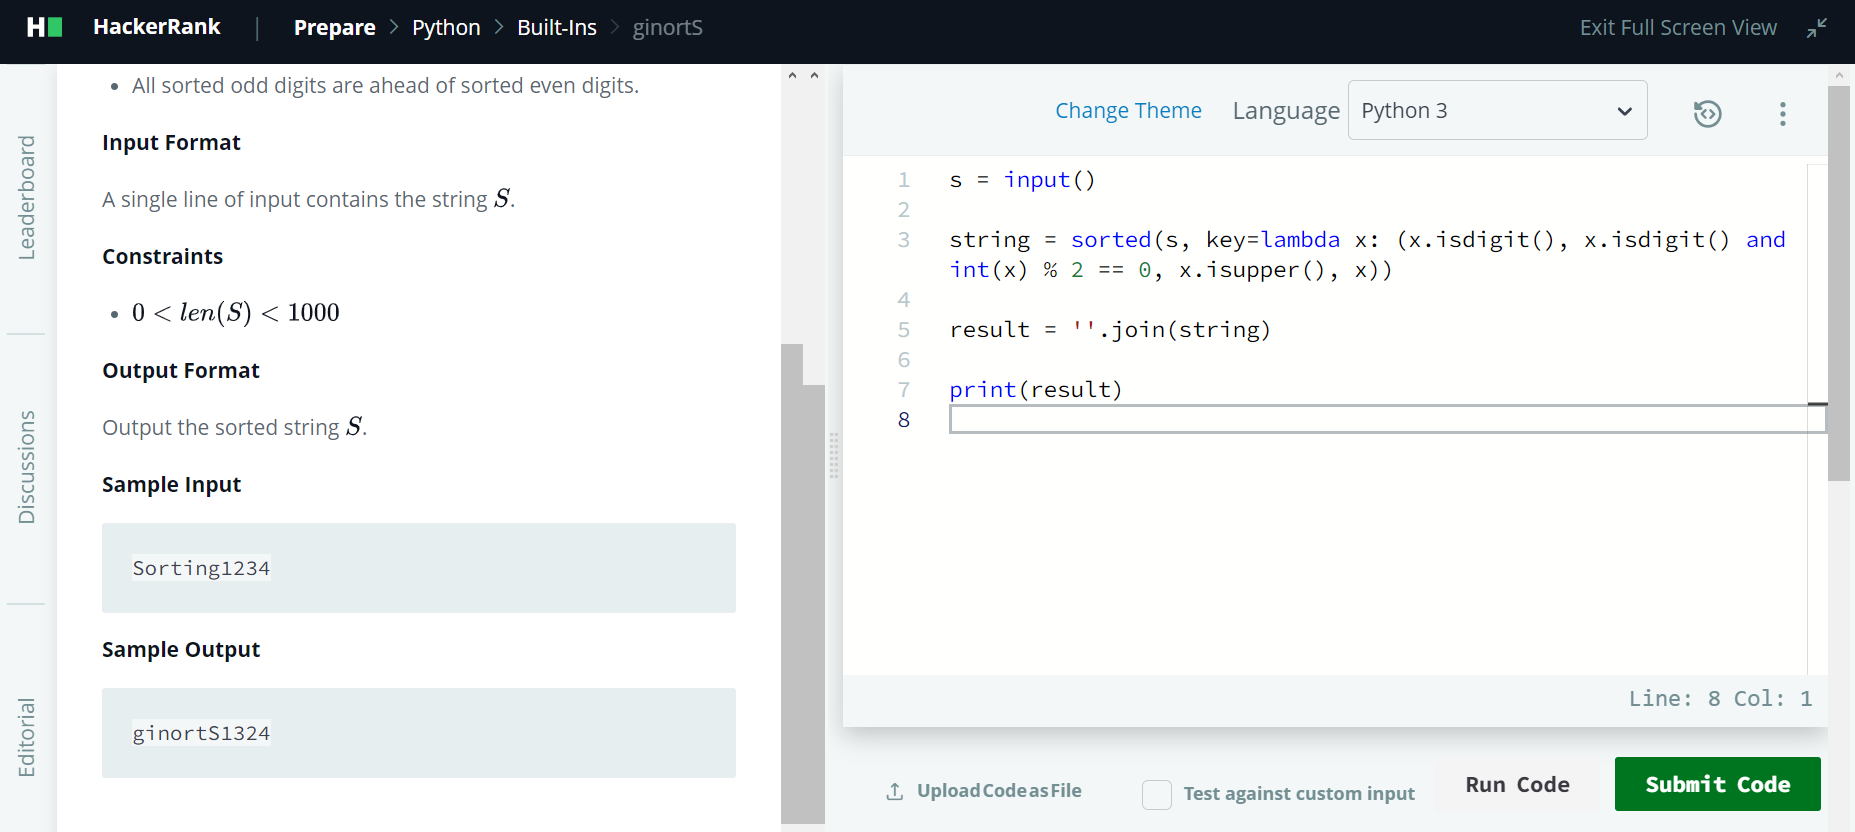 HackerRank | Prepare > Python > Built-Ins > ginortS
Exit Full Screen View
Leaderboard
Discussions
Editorial
• All sorted odd digits are ahead of sorted even digits.
Input Format
A single line of input contains the string S.
Constraints
• 0 < len(S) < 1000
Output Format
Output the sorted string S.
Sample Input
Sorting1234
Sample Output
ginortS1324
Change Theme Language Python 3
1 s = input()
2
3 string = sorted(s, key=lambda x: (x.isdigit(), x.isdigit() and
int(x) % 2 == 0, x.isupper(), x))
4
5 result = ''.join(string)
6
7 print(result)
8
Line: 8 Col: 1
Upload Code as File
Test against custom input
Run Code
Submit Code